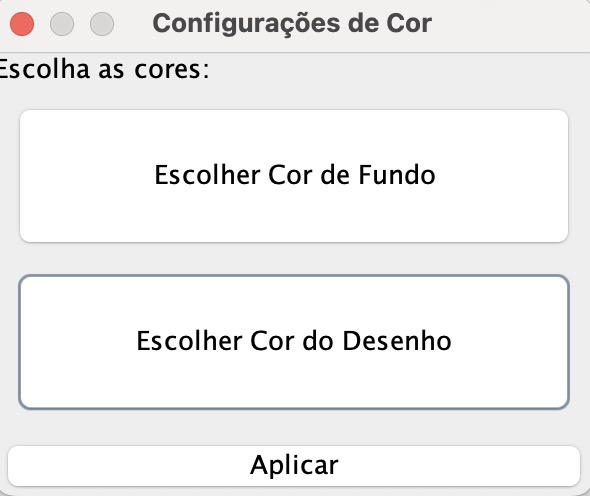 Configurações de Cor
Escolha as cores:
Escolher Cor de Fundo
Escolher Cor do Desenho
Aplicar